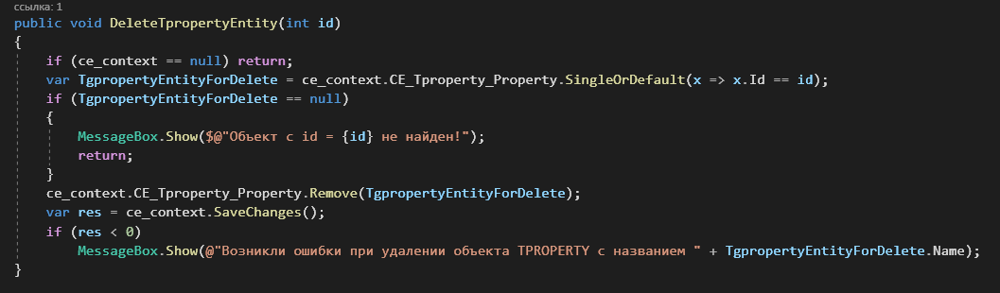 ссылка: 1
public void DeleteTpropertyEntity(int id)
{
if (ce_context == null) return;
var TgpropertyEntityForDelete = ce_context.CE_Tproperty_Property.SingleOrDefault(x => x.Id == id);
if (TgpropertyEntityForDelete == null)
{
MessageBox.Show($@"Объект с id = {id} не найден!");
return;
}
ce_context.CE_Tproperty_Property.Remove(TgpropertyEntityForDelete);
var res = ce_context.SaveChanges();
if (res < 0)
MessageBox.Show(@"Возникли ошибки при удалении объекта TPROPERTY с названием " + TgpropertyEntityForDelete.Name);
}